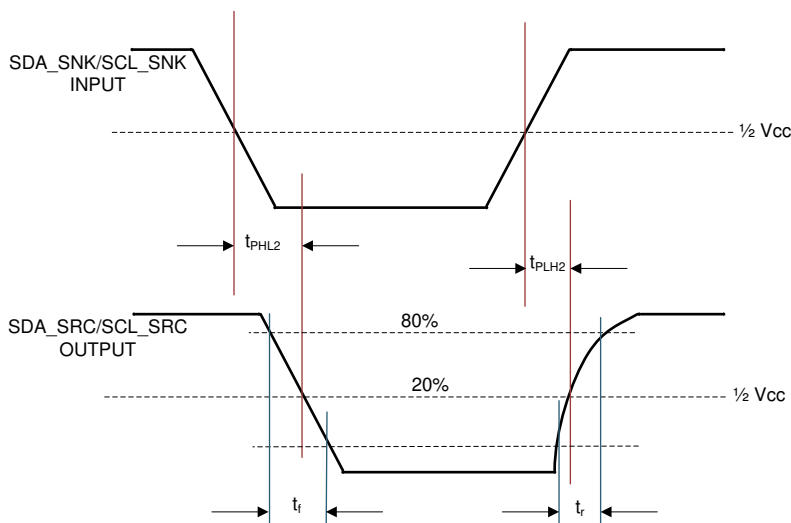 SDA_SNK/SCL_SNK
INPUT
½ Vcc
tPHL2
tPLH2
SDA_SRC/SCL_SRC
OUTPUT
80%
20%
½ Vcc
tf
tr